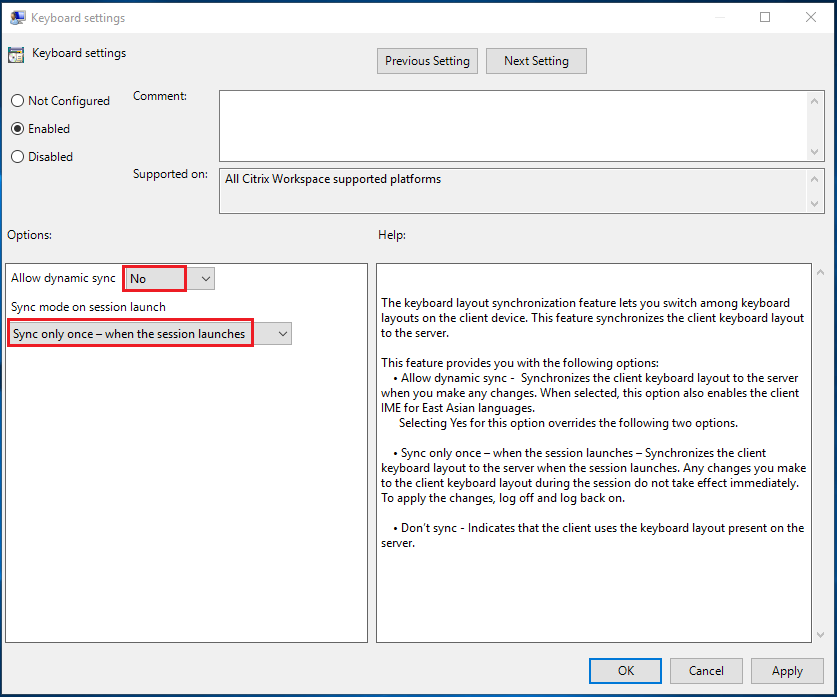 Keyboard settings
Keyboard settings
Previous Setting
Next Setting
Not Configured
Comment:
Enabled
Disabled
Supported on:
All Citrix Workspace supported platforms
Options:
Help:
Allow dynamic sync
No
Sync mode on session launch
Sync only once – when the session launches
The keyboard layout synchronization feature lets you switch among keyboard
layouts on the client device. This feature synchronizes the client keyboard layout
to the server.
This feature provides you with the following options:
• Allow dynamic sync - Synchronizes the client keyboard layout to the server
when you make any changes. When selected, this option also enables the client
IME for East Asian languages.
Selecting Yes for this option overrides the following two options.
• Sync only once – when the session launches – Synchronizes the client
keyboard layout to the server when the session launches. Any changes you make
to the client keyboard layout during the session do not take effect immediately.
To apply the changes, log off and log back on.
• Don't sync - Indicates that the client uses the keyboard layout present on the
server.
OK
Cancel
Apply